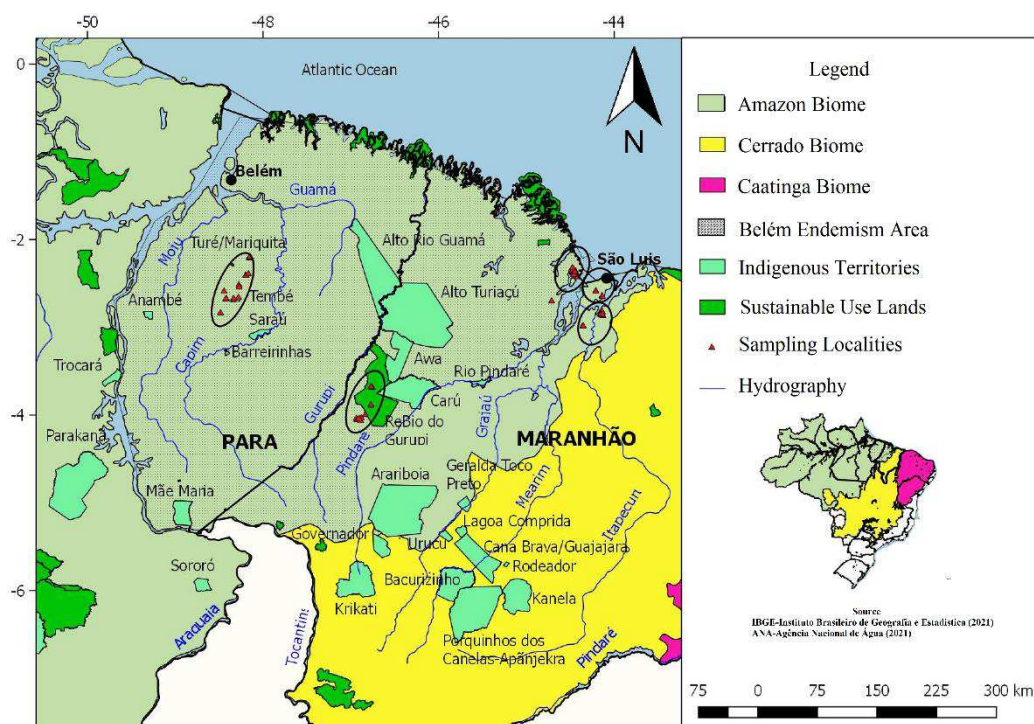 -50
-48
-46
-44
0
-2
-4
-6
Atlantic Ocean
N
Belém
Guamá
Moju
Turé/Mariquita
Alto Rio Guamá
São Luis
Anambé
Tembé
Alto Turiaçú
Saraũ
Trocará
Capim
Barreirinhas
Awa
Rio Pindaré
Parakanã
Gurupi
Carú
PARA
Pindaré
ReBio do
Gurupi
Grajaú
MARANHÃO
Mãe Maria
Arariboia
Geralda Toco
Preto
Mearim
Itapecun
Lagoa Comprida
Governador
Urucu
Cana Brava/Guajajara
Rodeador
Sororó
Bacurizinho
Krikati
Kanela
Araguaia
Tocantins
Porquinhos dos
Canelas-Apãnjekra
Pindaré
Legend
Amazon Biome
Cerrado Biome
Caatinga Biome
Belém Endemism Area
Indigenous Territories
Sustainable Use Lands
Sampling Localities
Hydrography
Source
IBGE-Instituto Brasileiro de Geografia e Estadistica (2021)
ANA-Agência Nacional de Água (2021)
75 0 75 150 225 300 km